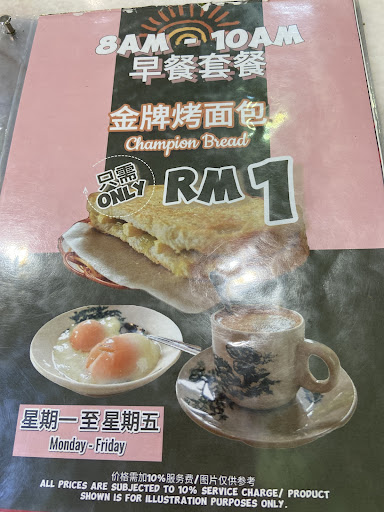 8AM - 10AM
早餐套餐
金牌烤面包
Champion Bread
只需
ONLY
RM1
星期一至星期五
Monday - Friday
价格需加10%服务费/图片仅供参考
ALL PRICES ARE SUBJECTED TO 10% SERVICE CHARGE/ PRODUCT
SHOWN IS FOR ILLUSTRATION PURPOSES ONLY.